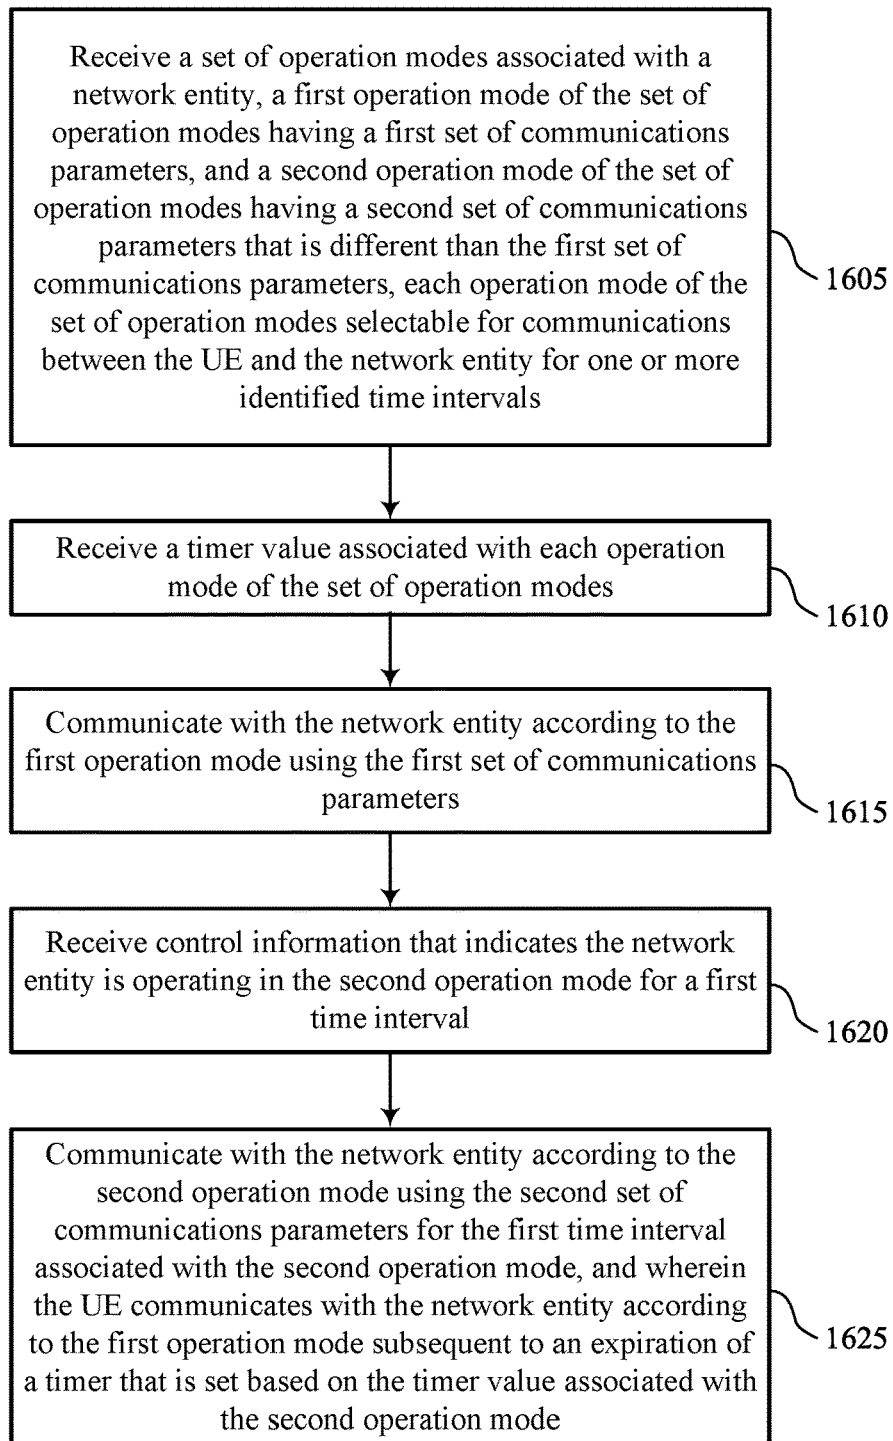 Receive a set of operation modes associated with a
network entity, a first operation mode of the set of
operation modes having a first set of communications
parameters, and a second operation mode of the set of
operation modes having a second set of communications
parameters that is different than the first set of
communications parameters, each operation mode of the
set of operation modes selectable for communications
between the UE and the network entity for one or more
identified time intervals
1605
Receive a timer value associated with each operation
mode of the set of operation modes
1610
Communicate with the network entity according to the
first operation mode using the first set of communications
parameters
1615
Receive control information that indicates the network
entity is operating in the second operation mode for a first
time interval
1620
Communicate with the network entity according to the
second operation mode using the second set of
communications parameters for the first time interval
associated with the second operation mode, and wherein
the UE communicates with the network entity according
to the first operation mode subsequent to an expiration of
a timer that is set based on the timer value associated with
the second operation mode
1625